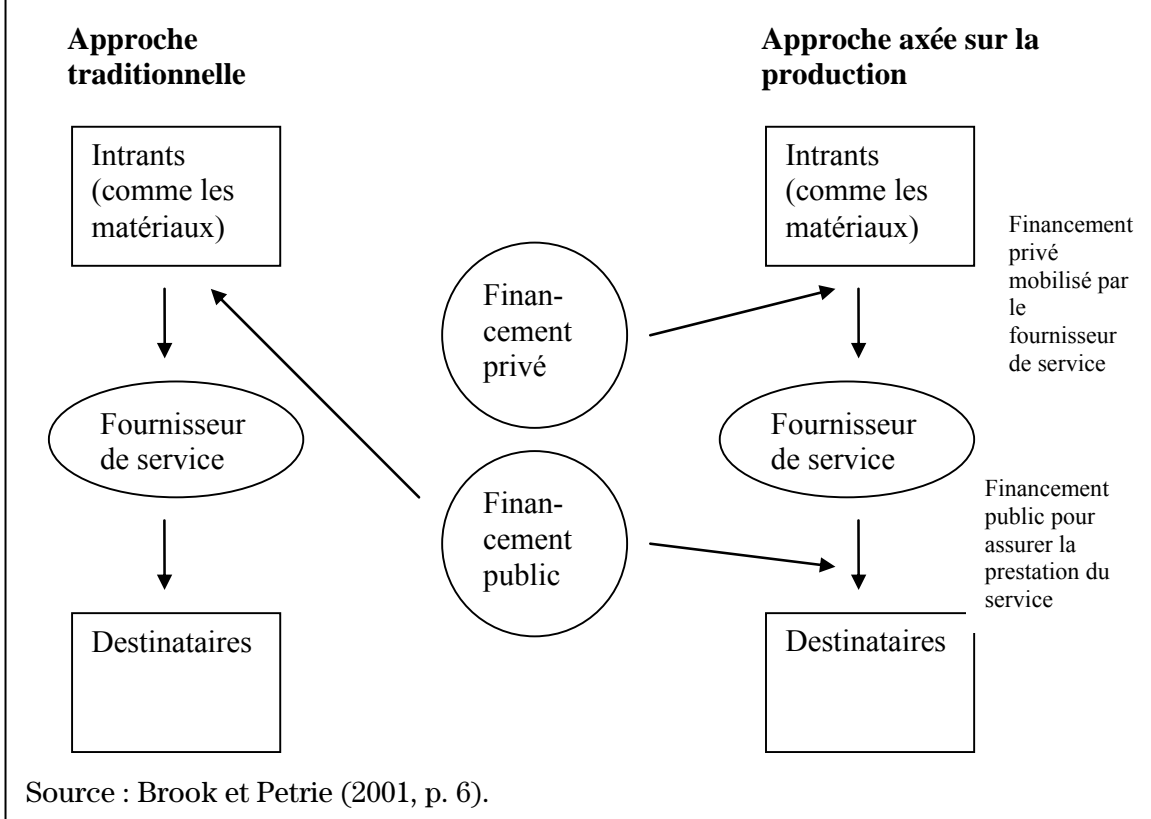 Approche
traditionnelle
Approche axée sur la
production
Intrants
(comme les
matériaux)
Intrants
(comme les
matériaux)
Financement
privé
mobilisé par
le
fournisseur
de service
Finan-
cement
privé
Fournisseur
de service
Fournisseur
de service
Finan-
cement
public
Financement
public pour
assurer la
prestation du
service
Destinataires
Destinataires
Source : Brook et Petrie (2001, p. 6).